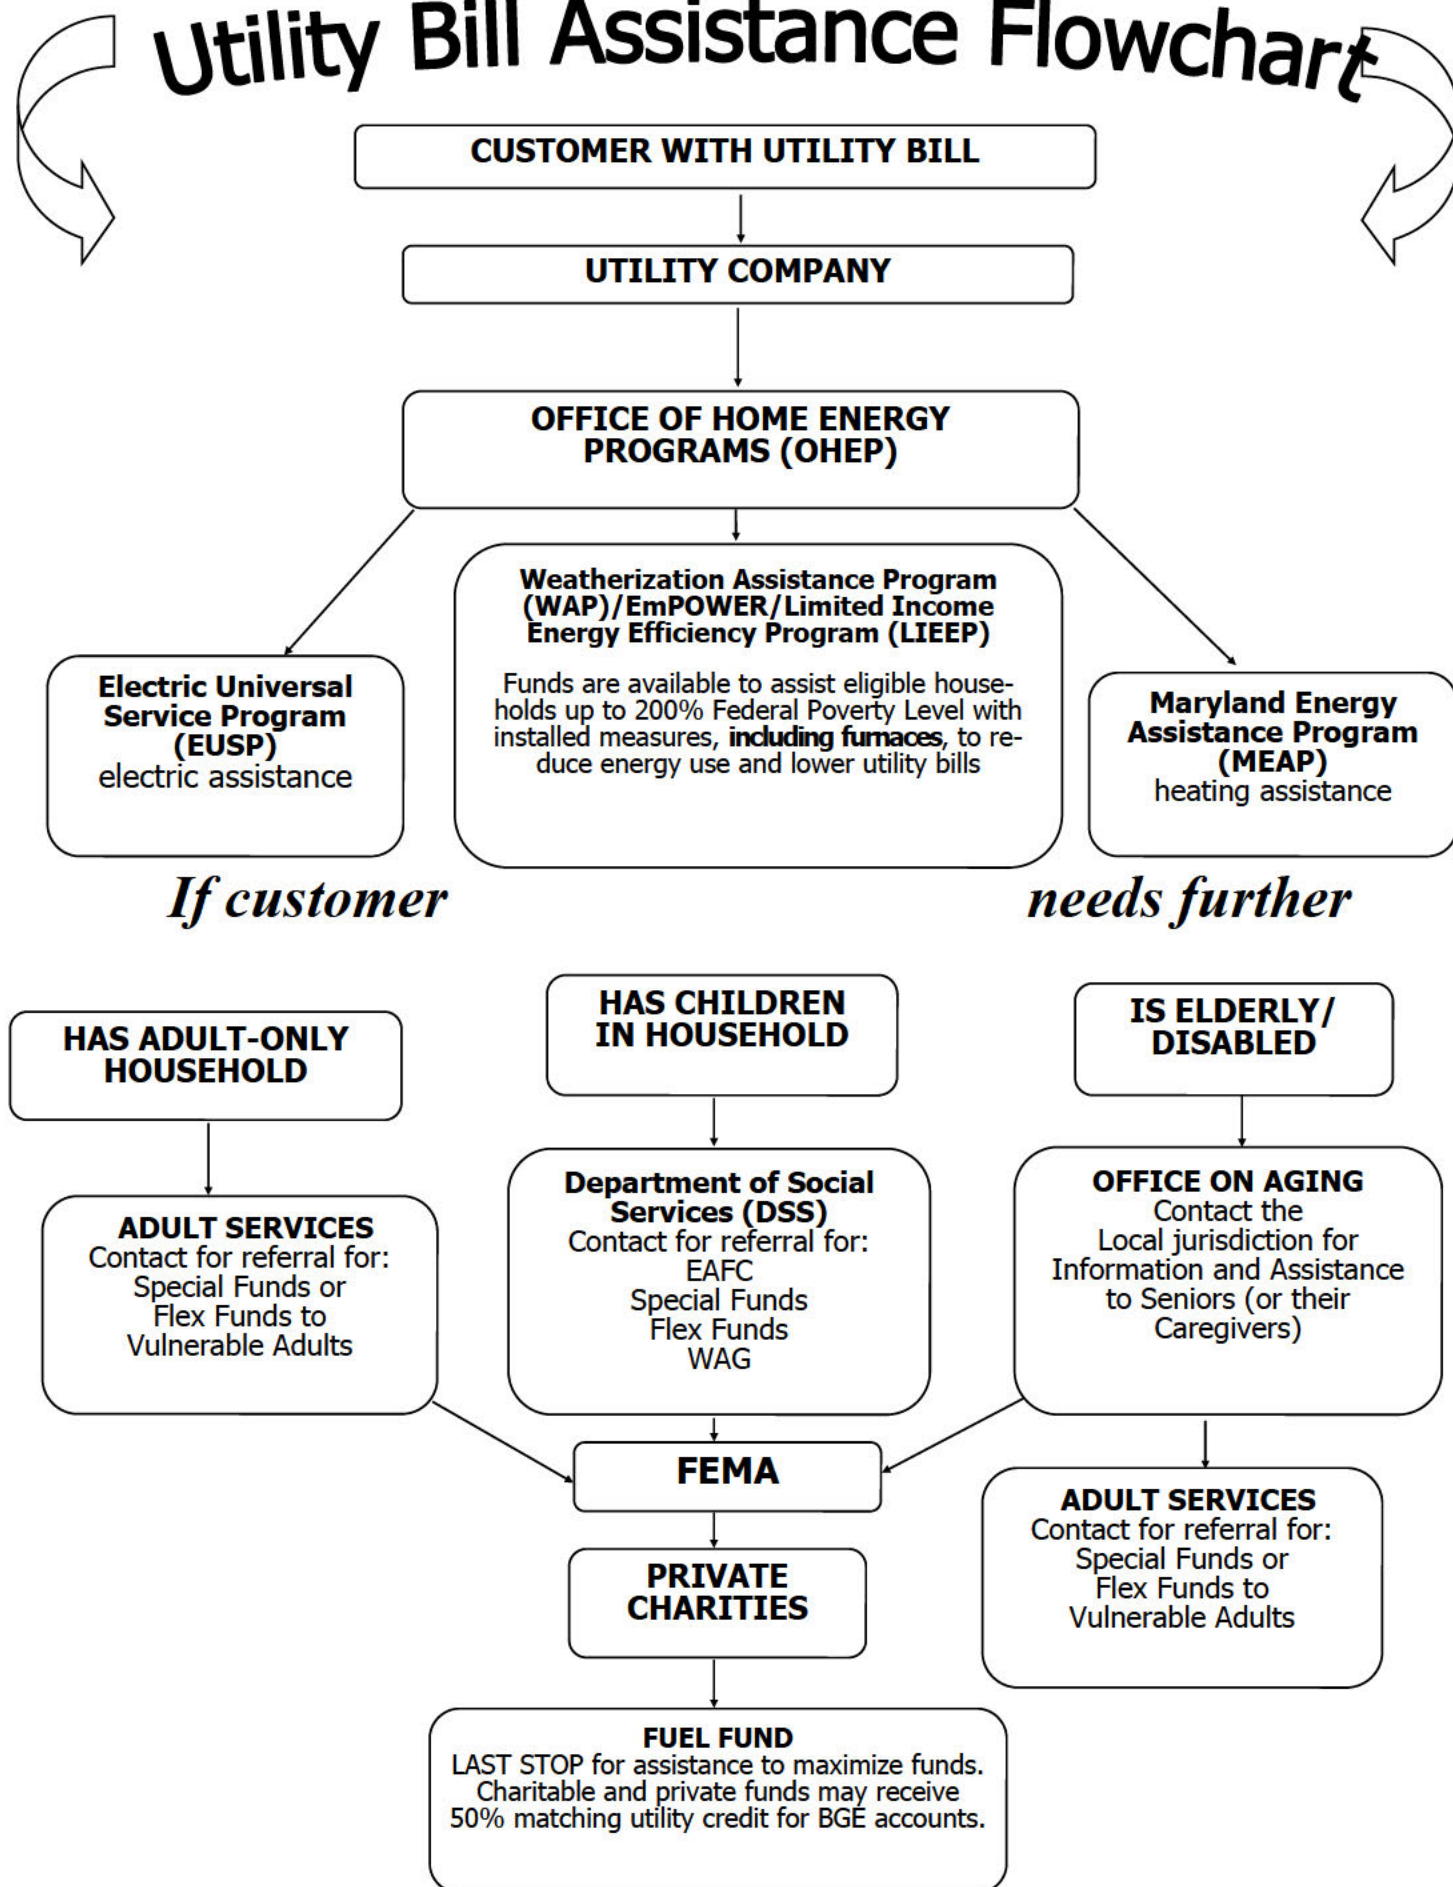 Utility Bill Assistance Flowchart
CUSTOMER WITH UTILITY BILL
UTILITY COMPANY
OFFICE OF HOME ENERGY
PROGRAMS (OHEP)
Weatherization Assistance Program
(WAP)/EmPOWER/Limited Income
Energy Efficiency Program (LIEEP)
Funds are available to assist eligible house-
holds up to 200% Federal Poverty Level with
installed measures, including furnaces, to re-
duce energy use and lower utility bills
Electric Universal
Service Program
(EUSP)
electric assistance
Maryland Energy
Assistance Program
(MEAP)
heating assistance
If customer needs further
HAS ADULT-ONLY
HOUSEHOLD
HAS CHILDREN
IN HOUSEHOLD
IS ELDERLY/
DISABLED
ADULT SERVICES
Contact for referral for:
Special Funds or
Flex Funds to
Vulnerable Adults
Department of Social
Services (DSS)
Contact for referral for:
EAFC
Special Funds
Flex Funds
WAG
OFFICE ON AGING
Contact the
Local jurisdiction for
Information and Assistance
to Seniors (or their
Caregivers)
FEMA
ADULT SERVICES
Contact for referral for:
Special Funds or
Flex Funds to
Vulnerable Adults
PRIVATE
CHARITIES
FUEL FUND
LAST STOP for assistance to maximize funds.
Charitable and private funds may receive
50% matching utility credit for BGE accounts.